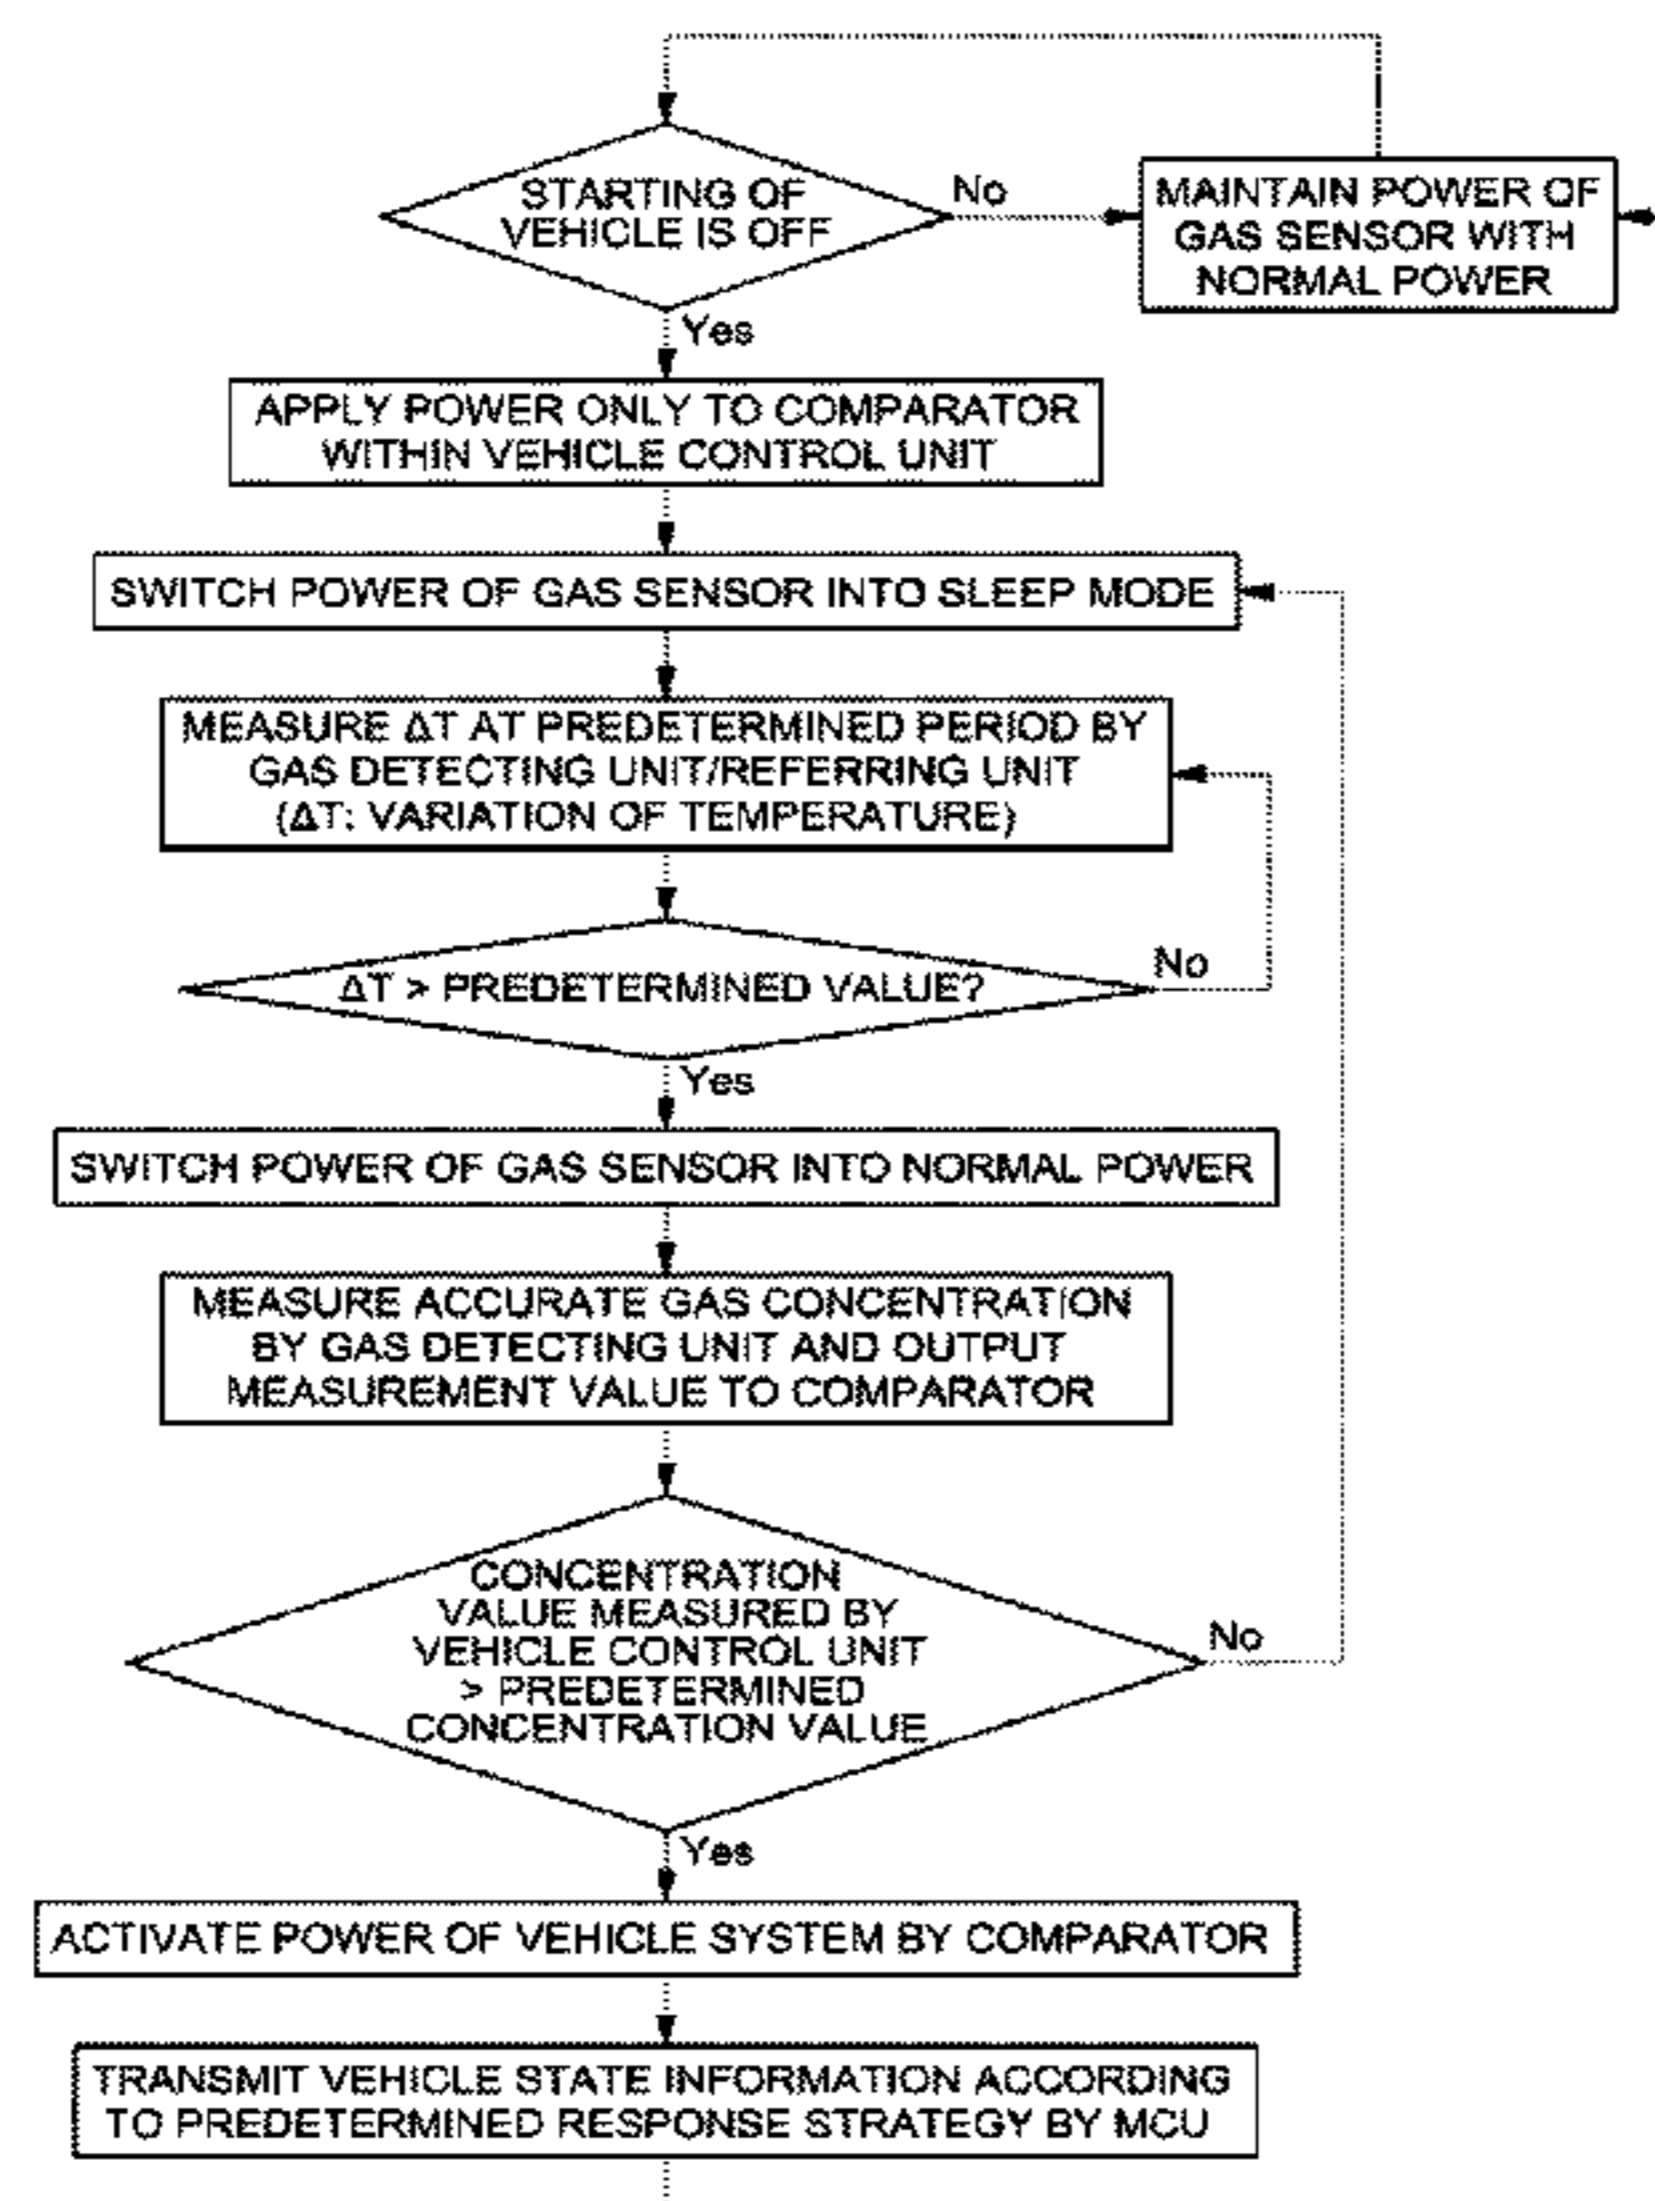 STARTING OF
VEHICLE IS OFF
No
MAINTAIN POWER OF
GAS SENSOR WITH
NORMAL POWER
Yes
APPLY POWER ONLY TO COMPARATOR
WITHIN VEHICLE CONTROL UNIT
SWITCH POWER OF GAS SENSOR INTO SLEEP MODE
MEASURE ΔT AT PREDETERMINED PERIOD BY
GAS DETECTING UNIT/REFERRING UNIT
(ΔT: VARIATION OF TEMPERATURE)
ΔT > PREDETERMINED VALUE?
No
Yes
SWITCH POWER OF GAS SENSOR INTO NORMAL POWER
MEASURE ACCURATE GAS CONCENTRATION
BY GAS DETECTING UNIT AND OUTPUT
MEASUREMENT VALUE TO COMPARATOR
CONCENTRATION
VALUE MEASURED BY
VEHICLE CONTROL UNIT
> PREDETERMINED
CONCENTRATION VALUE
No
Yes
ACTIVATE POWER OF VEHICLE SYSTEM BY COMPARATOR
TRANSMIT VEHICLE STATE INFORMATION ACCORDING
TO PREDETERMINED RESPONSE STRATEGY BY MCU